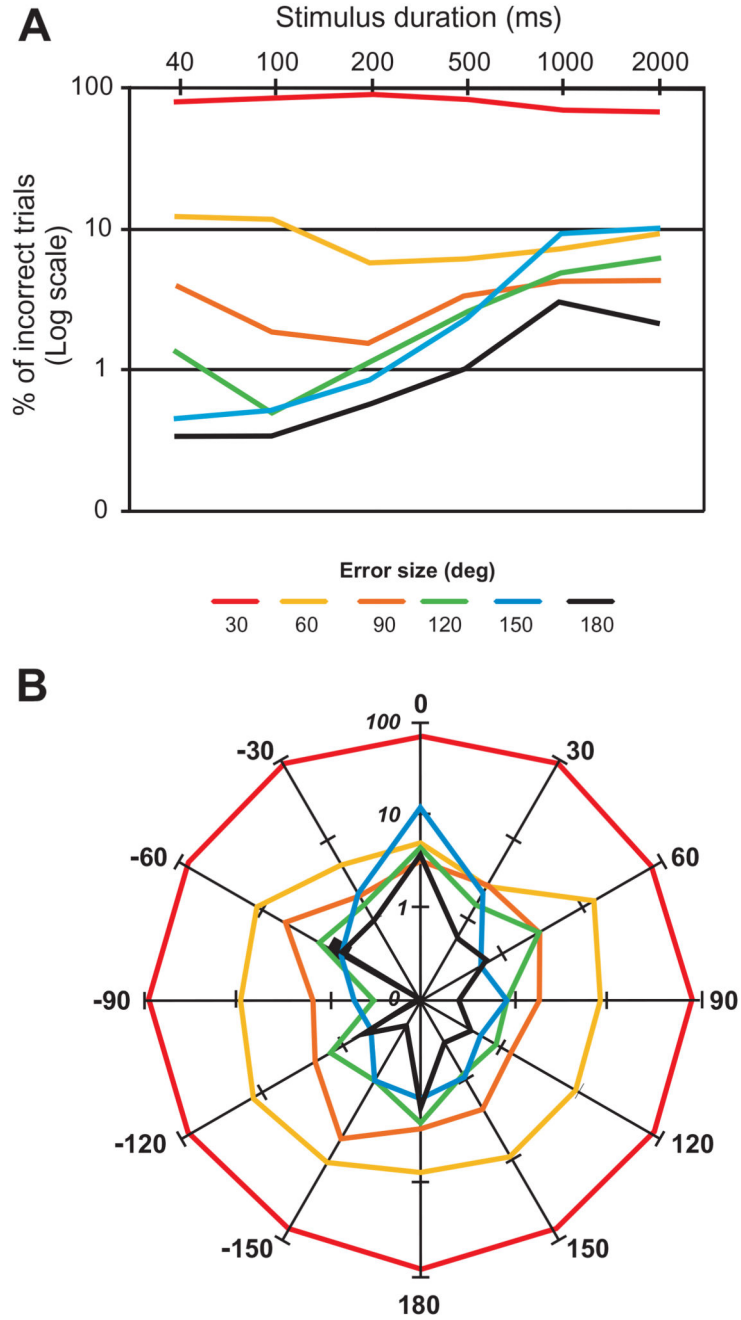 A
Stimulus duration (ms)
40 100 200 500 1000 2000
100
10
1
0
% of incorrect trials
(Log scale)
Error size (deg)
30 60 90 120 150 180
B
0
100
-30 30
10
-60 60
1
-90 0 90
-120 120
-150 150
180